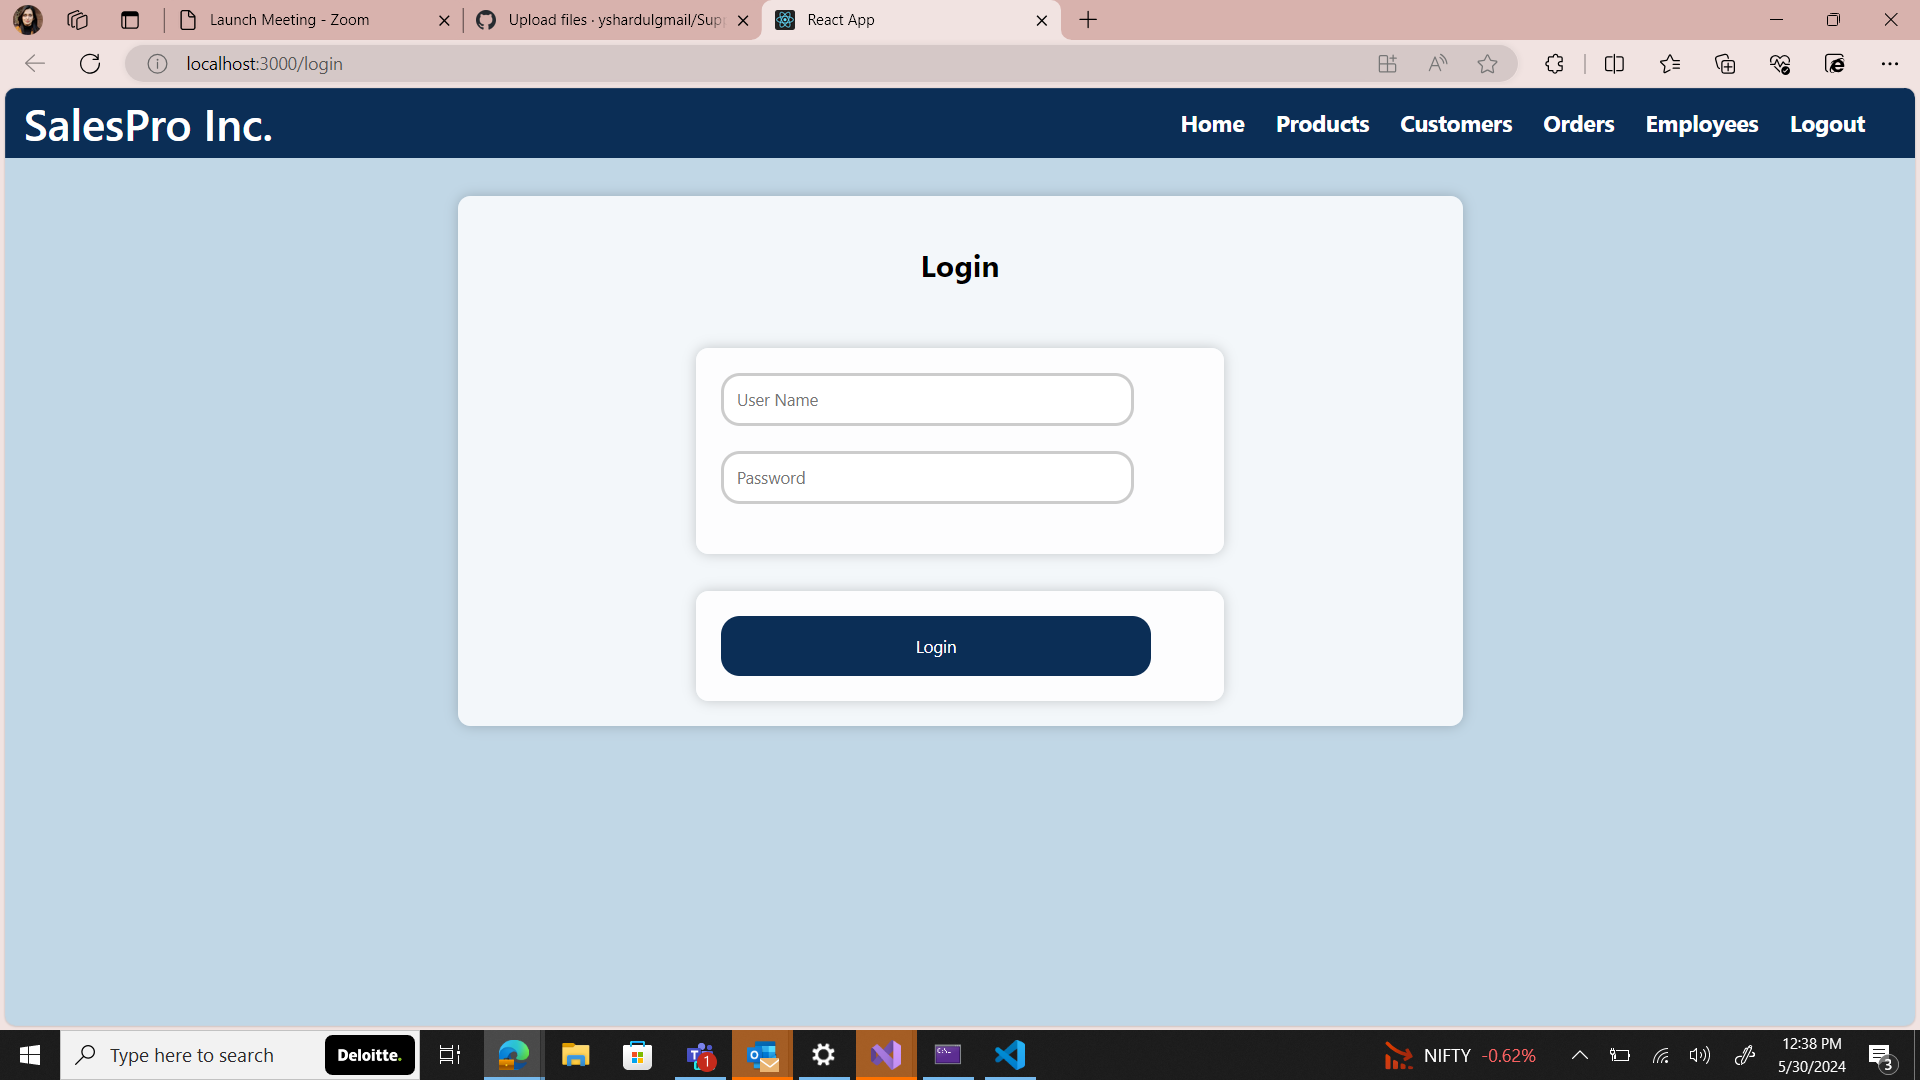 Launch Meeting - Zoom
Upload files · yshardulgmail/Sup
React App
localhost:3000/login
SalesPro Inc.
Home Products Customers Orders Employees Logout
Login
User Name
Password
Login
Type here to search
Deloitte.
1
NIFTY -0.62%
12:38 PM
5/30/2024
3